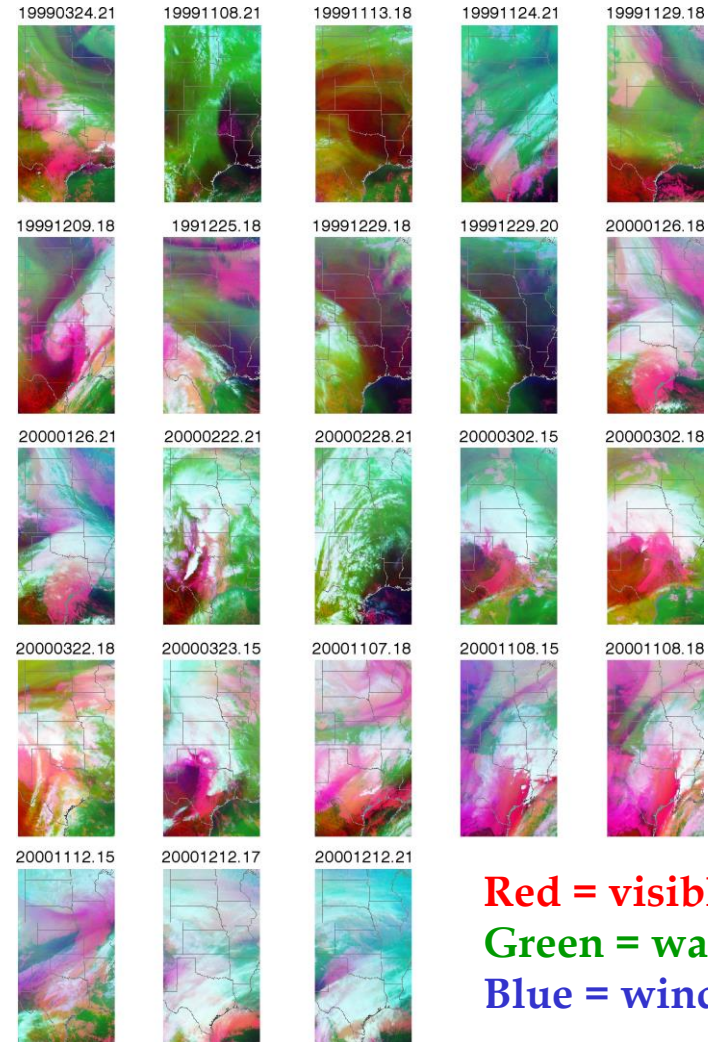 19990324.21 19991108.21 19991113.18 19991124.21 19991129.18
19991209.18 1991225.18 19991229.18 19991229.20 20000126.18
20000126.21 20000222.21 20000228.21 20000302.15 20000302.18
20000322.18 20000323.15 20001107.18 20001108.15 20001108.18
20001112.15 20001212.17 20001212.21
Red = visibl
Green = wa
Blue = wind